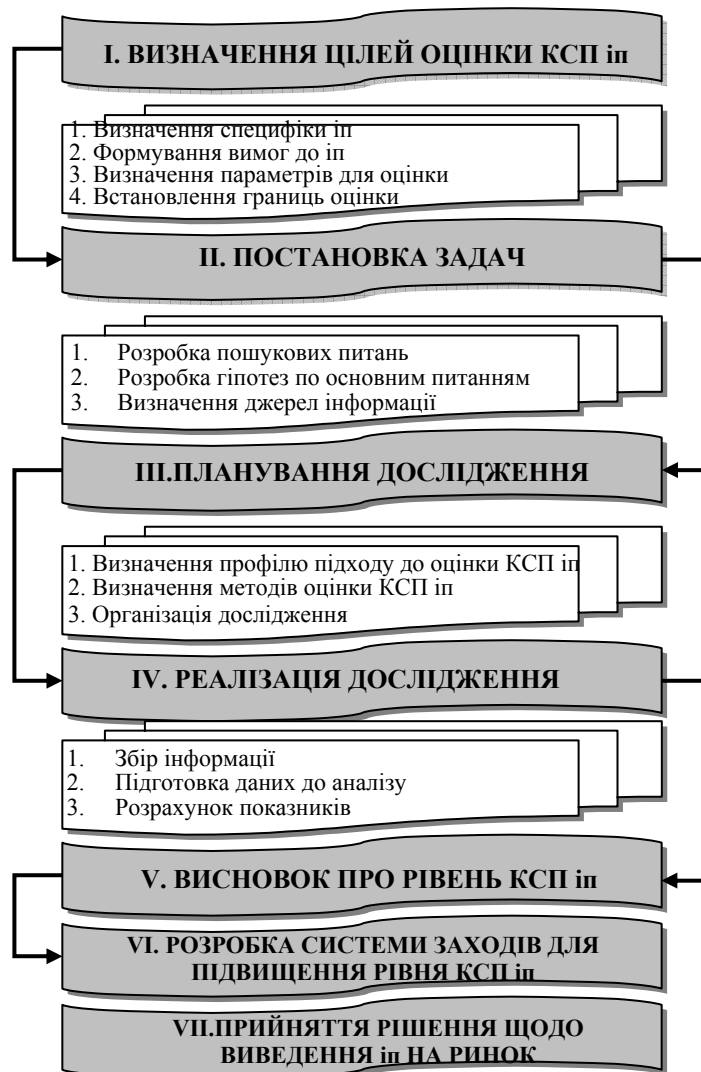 I. ВИЗНАЧЕННЯ ЦІЛЕЙ ОЦІНКИ КСП іп
1. Визначення специфіки іп
2. Формування вимог до іп
3. Визначення параметрів для оцінки
4. Встановлення границь оцінки
II. ПОСТАНОВКА ЗАДАЧ
1. Розробка пошукових питань
2. Розробка гіпотез по основним питанням
3. Визначення джерел інформації
III.ПЛАНУВАННЯ ДОСЛІДЖЕННЯ
1. Визначення профілю підходу до оцінки КСП іп
2. Визначення методів оцінки КСП іп
3. Організація дослідження
IV. РЕАЛІЗАЦІЯ ДОСЛІДЖЕННЯ
1. Збір інформації
2. Підготовка даних до аналізу
3. Розрахунок показників
V. ВИСНОВОК ПРО РІВЕНЬ КСП іп
VI. РОЗРОБКА СИСТЕМИ ЗАХОДІВ ДЛЯ
ПІДВИЩЕННЯ РІВНЯ КСП іп
VII.ПРИЙНЯТТЯ РІШЕННЯ ЩОДО
ВИВЕДЕННЯ іп НА РИНОК